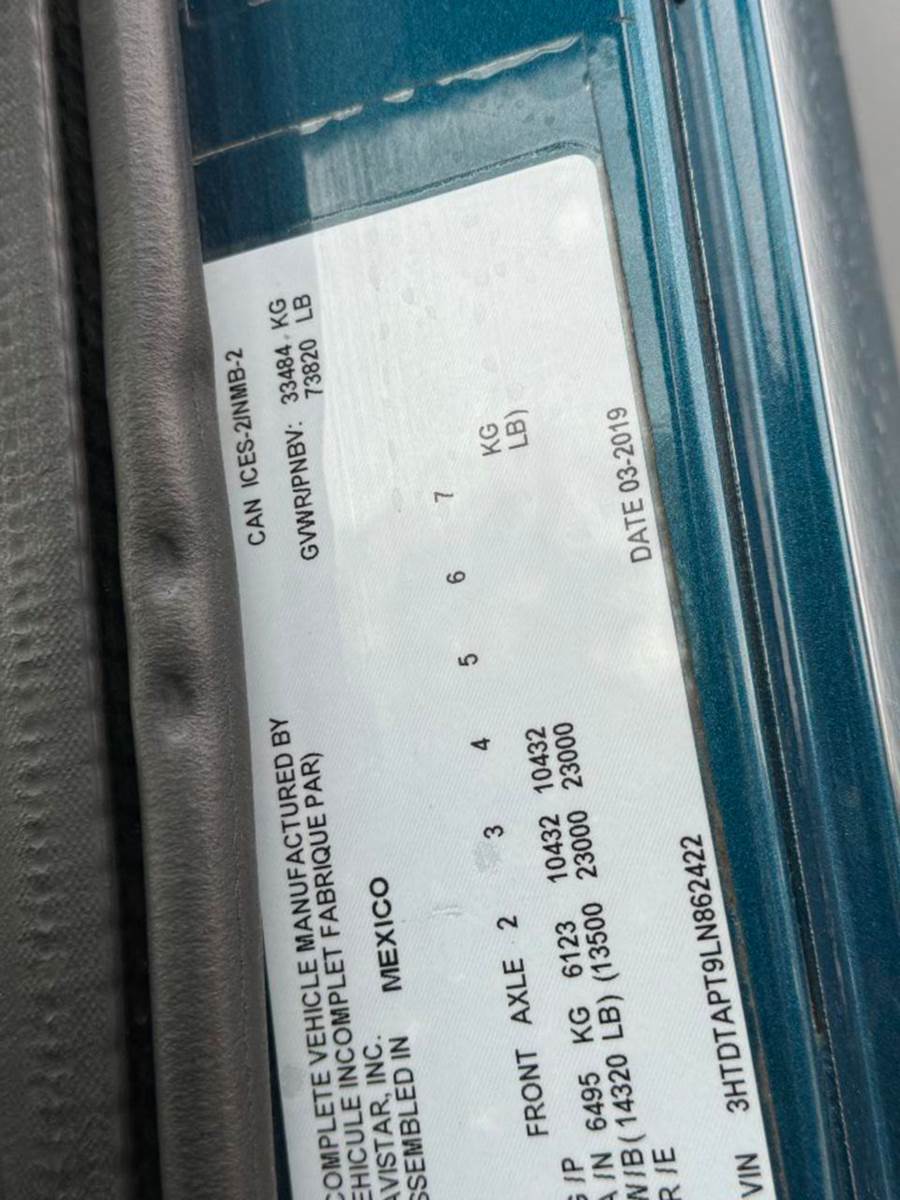 COMPLETE VEHICLE MANUFACTURED BY CAN ICES-2/NMB-2
EHICULE INCOMPLET FABRIQUE PAR) GVWR/PNBV: 33484 KG
AVISTAR, INC. 73820 LB
SSEMBLED IN MEXICO
FRONT AXLE 2 3 4 5 6 7
G/P
A/N 6495 KG 6123 10432 10432 KG
W/B (14320 LB) (13500 23000 23000 LB)
R/E
VIN 3HTDTAPT9LN862422 DATE 03-2019